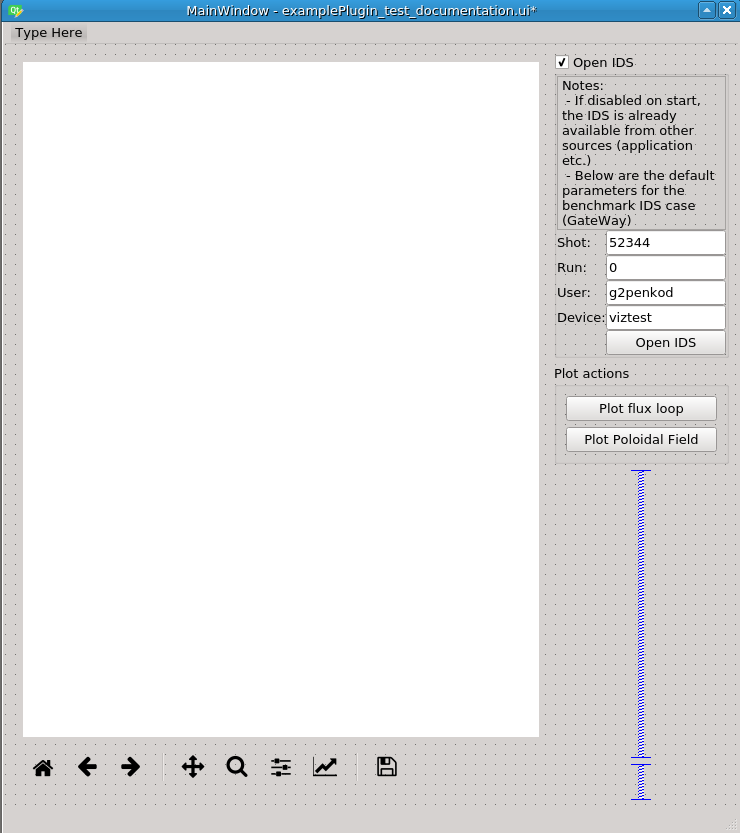 MainWindow - examplePlugin_test_documentation.ui*
Type Here
Open IDS
Notes:
- If disabled on start,
the IDS is already
available from other
sources (application
etc.)
- Below are the default
parameters for the
benchmark IDS case
(GateWay)
Shot: 52344
Run: 0
User: g2penkod
Device: viztest
Open IDS
Plot actions
Plot flux loop
Plot Poloidal Field